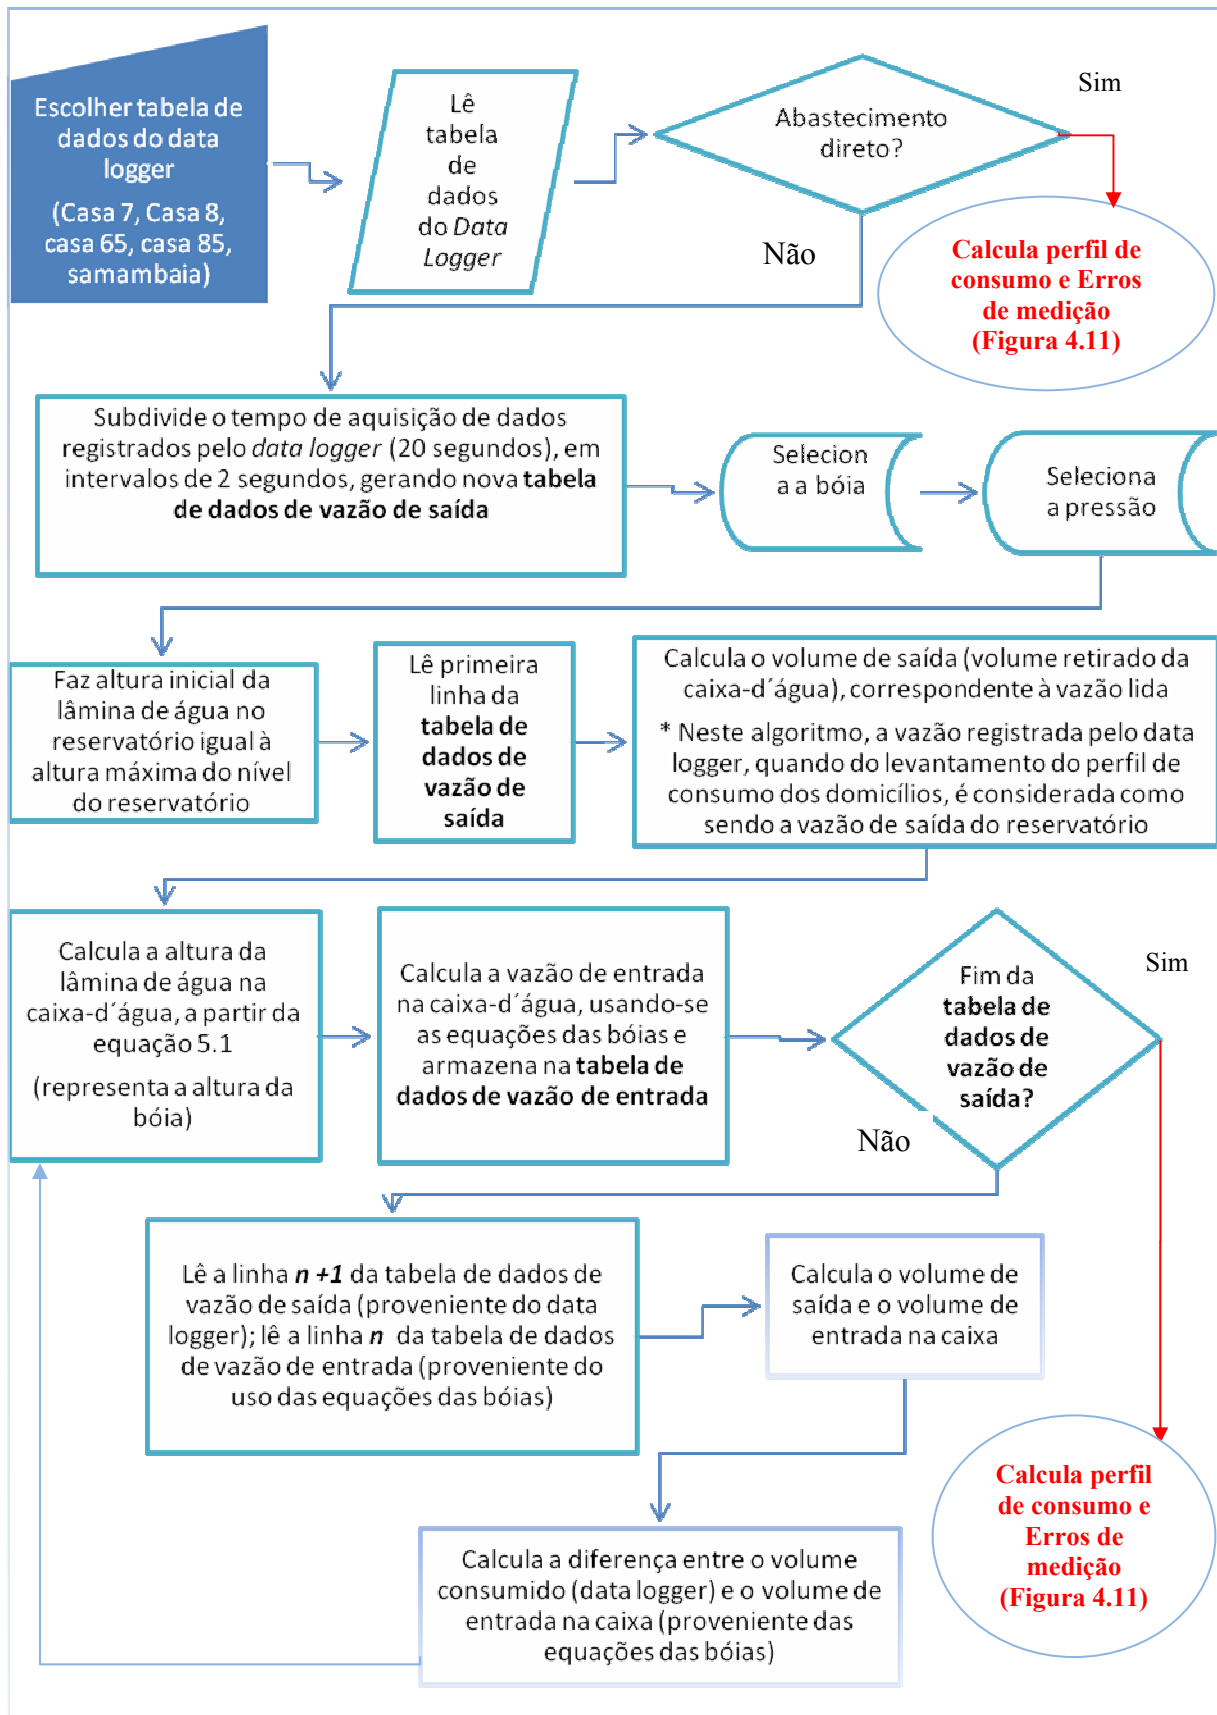 Escolher tabela de
dados do data
logger
(Casa 7, Casa 8,
casa 65, casa 85,
samambaia)
Lê
tabela
de
dados
do Data
Logger
Abastecimento
direto?
Sim
Não
Calcula perfil de
consumo e Erros
de medição
(Figura 4.11)
Subdivide o tempo de aquisição de dados
registrados pelo data logger (20 segundos), em
intervalos de 2 segundos, gerando nova tabela
de dados de vazão de saída
Selecion
a a bóia
Seleciona
a pressão
Faz altura inicial da
lâmina de água no
reservatório igual à
altura máxima do nível
do reservatório
Lê primeira
linha da
tabela de
dados de
vazão de
saída
Calcula o volume de saída (volume retirado da
caixa-d´água), correspondente à vazão lida
* Neste algoritmo, a vazão registrada pelo data
logger, quando do levantamento do perfil de
consumo dos domicílios, é considerada como
sendo a vazão de saída do reservatório
Calcula a altura da
lâmina de água na
caixa-d´água, a partir da
equação 5.1
(representa a altura da
bóia)
Calcula a vazão de entrada
na caixa-d´água, usando-se
as equações das bóias e
armazena na tabela de
dados de vazão de entrada
Fim da
tabela de
dados de
vazão de
saída?
Sim
Não
Lê a linha n +1 da tabela de dados de
vazão de saída (proveniente do data
logger); lê a linha n da tabela de dados
de vazão de entrada (proveniente do
uso das equações das bóias)
Calcula o volume de
saída e o volume de
entrada na caixa
Calcula a diferença entre o volume
consumido (data logger) e o volume de
entrada na caixa (proveniente das
equações das bóias)
Calcula perfil
de consumo e
Erros de
medição
(Figura 4.11)